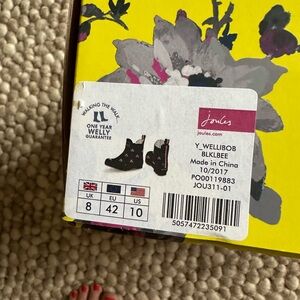 WALKING THE WALK
ONE YEAR
WELLY
GUARANTEE
Joules
joules.com
Y_WELLIBOB
BLKLBEE
Made in China
10/2017
PO00119883
JOU311-01
UK EU US
8 42 10
5057472235091